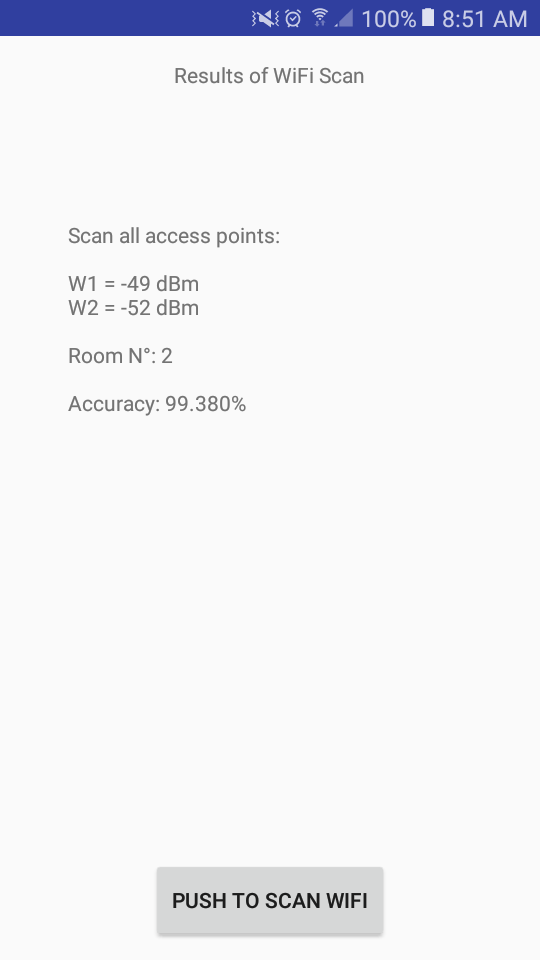 100% 8:51 AM
Results of WiFi Scan
Scan all access points:
W1 = -49 dBm
W2 = -52 dBm
Room N°: 2
Accuracy: 99.380%
PUSH TO SCAN WIFI